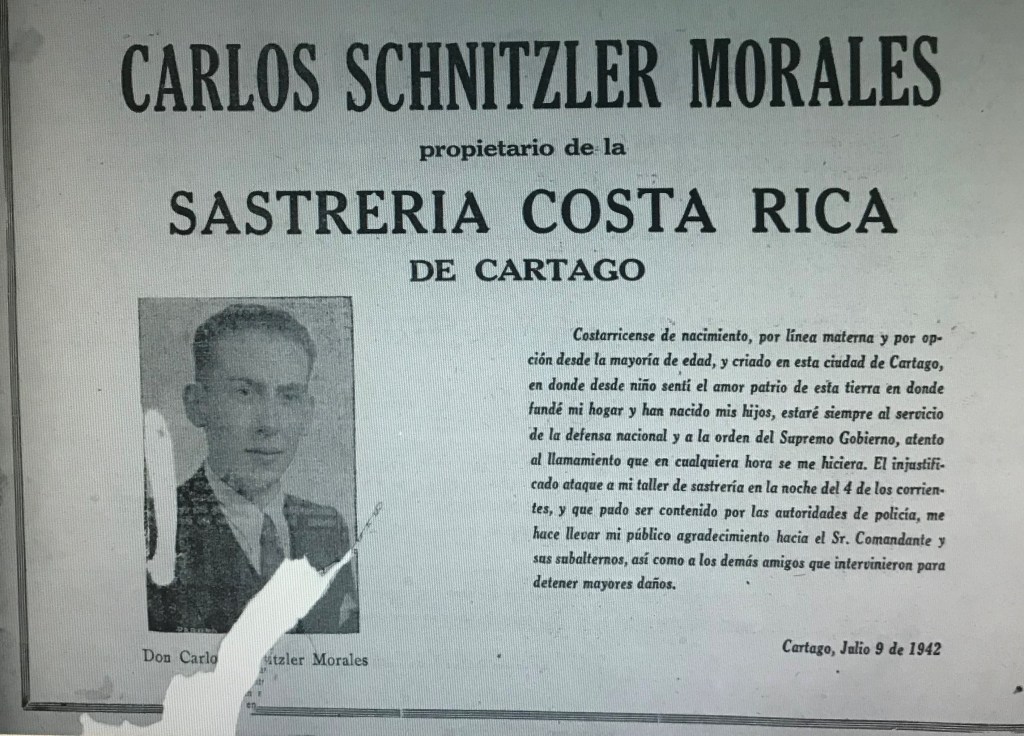 CARLOS SCHNITZLER MORALES
propietario de la
SASTRERIA COSTA RICA
DE CARTAGO
Costarricense de nacimiento, por línea materna y por op-
ción desde la mayoría de edad, y criado en esta ciudad de Cartago,
en donde desde niño sentí el amor patrio de esta tierra en donde
fundé mi hogar y han nacido mis hijos, estaré siempre al servicio
de la defensa nacional y a la orden del Supremo Gobierno, atento
al llamamiento que en cualquiera hora se me hiciera. El injustifi-
cado ataque a mi taller de sastrería en la noche del 4 de los corrien-
tes, y que pudo ser contenido por las autoridades de policía, me
hace llevar mi público agradecimiento hacia el Sr. Comandante y
sus subalternos, así como a los demás amigos que intervinieron para
detener mayores daños.
Cartago, Julio 9 de 1942
Don Carlo itzler Morales